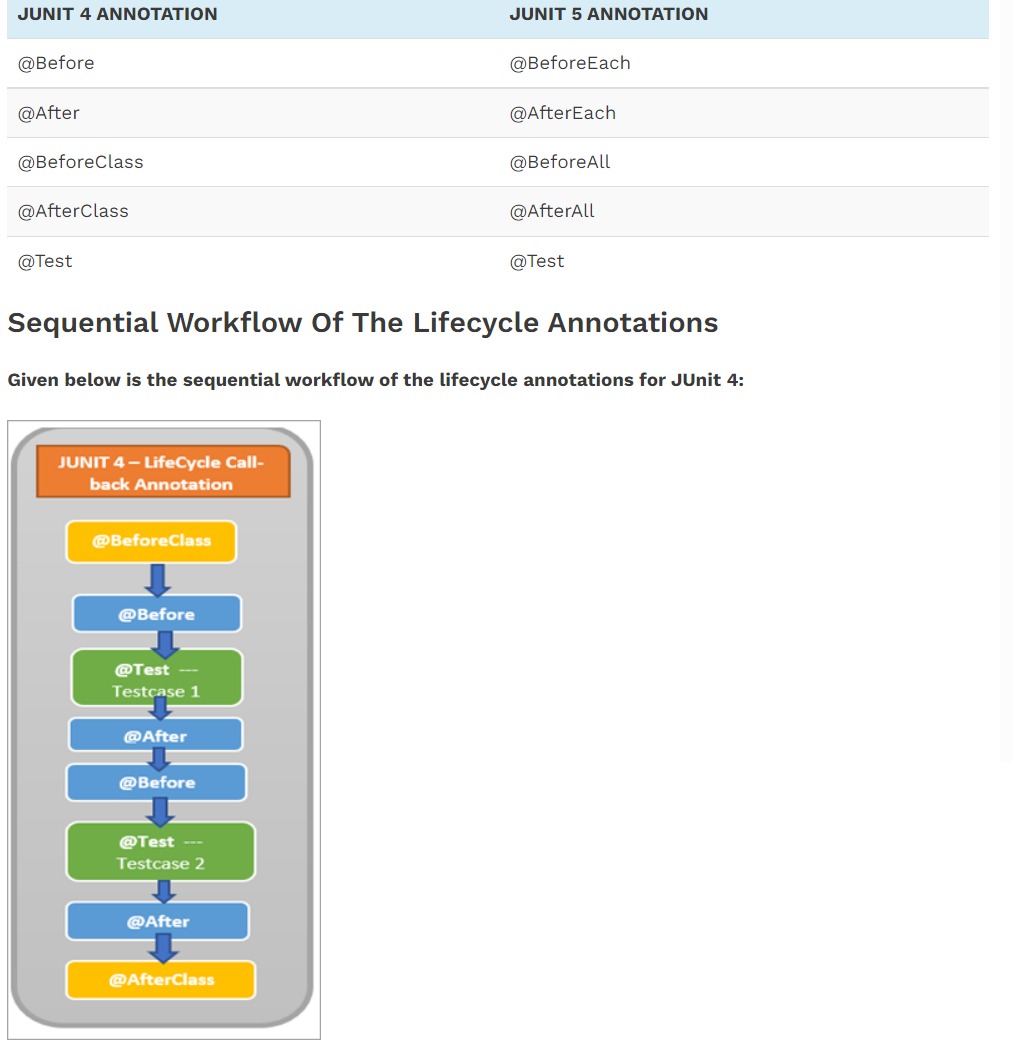 JUNIT 4 ANNOTATION JUNIT 5 ANNOTATION
@Before @BeforeEach
@After @AfterEach
@BeforeClass @BeforeAll
@AfterClass @AfterAll
@Test @Test
Sequential Workflow Of The Lifecycle Annotations
Given below is the sequential workflow of the lifecycle annotations for JUnit 4:
JUNIT 4 – LifeCycle Call-
back Annotation
@BeforeClass
@Before
@Test ---
Testcase 1
@After
@Before
@Test ---
Testcase 2
@After
@AfterClass